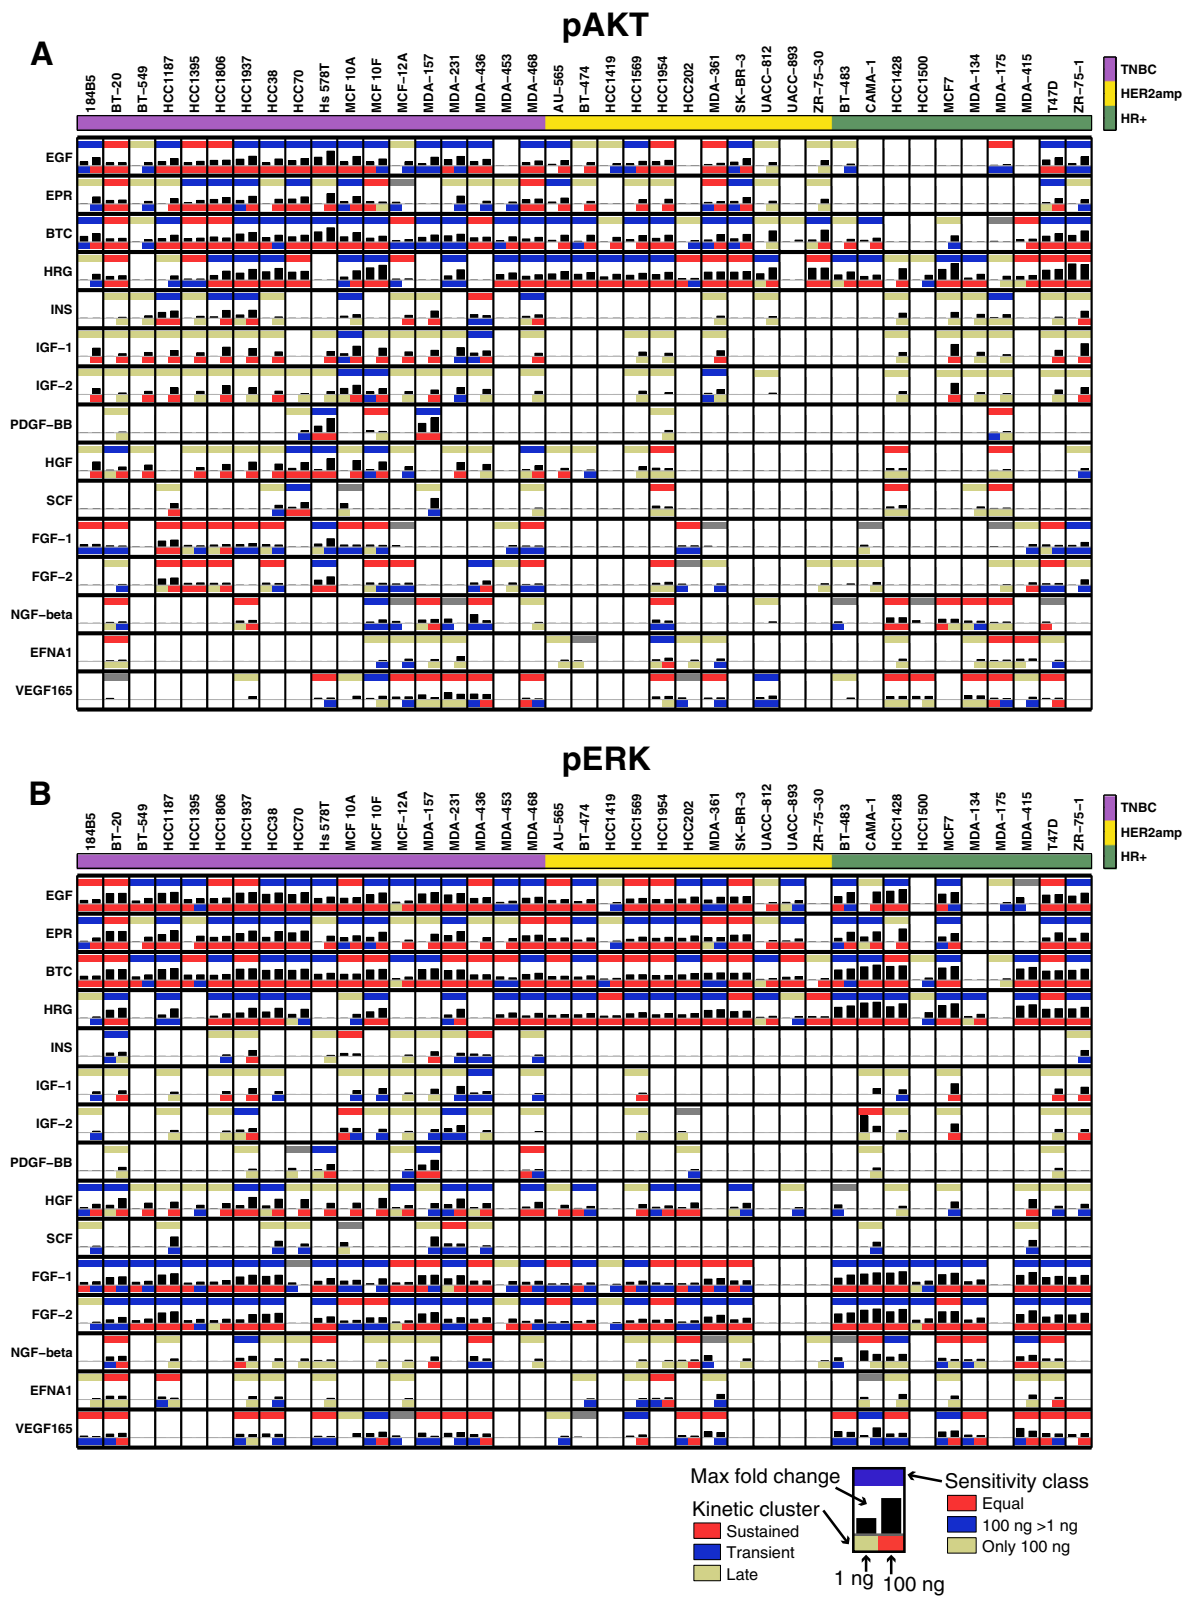 pAKT
A
184B5
BT-20
BT-549
HCC1187
HCC1395
HCC1806
HCC1937
HCC38
HCC70
Hs 578T
MCF 10A
MCF 10F
MCF-12A
MDA-157
MDA-231
MDA-436
MDA-453
MDA-468
AU-565
BT-474
HCC1419
HCC1569
HCC1954
HCC202
MDA-361
SK-BR-3
UACC-812
UACC-893
ZR-75-30
BT-483
CAMA-1
HCC1428
HCC1500
MCF7
MDA-134
MDA-175
MDA-415
T47D
ZR-75-1
TNBC
HER2amp
HR+
EGF
EPR
BTC
HRG
INS
IGF-1
IGF-2
PDGF-BB
HGF
SCF
FGF-1
FGF-2
NGF-beta
EFNA1
VEGF165
pERK
B
184B5
BT-20
BT-549
HCC1187
HCC1395
HCC1806
HCC1937
HCC38
HCC70
Hs 578T
MCF 10A
MCF 10F
MCF-12A
MDA-157
MDA-231
MDA-436
MDA-453
MDA-468
AU-565
BT-474
HCC1419
HCC1569
HCC1954
HCC202
MDA-361
SK-BR-3
UACC-812
UACC-893
ZR-75-30
BT-483
CAMA-1
HCC1428
HCC1500
MCF7
MDA-134
MDA-175
MDA-415
T47D
ZR-75-1
TNBC
HER2amp
HR+
EGF
EPR
BTC
HRG
INS
IGF-1
IGF-2
PDGF-BB
HGF
SCF
FGF-1
FGF-2
NGF-beta
EFNA1
VEGF165
Max fold change
Sensitivity class
Kinetic cluster
Equal
Sustained
100 ng >1 ng
Transient
Only 100 ng
Late
1 ng
100 ng